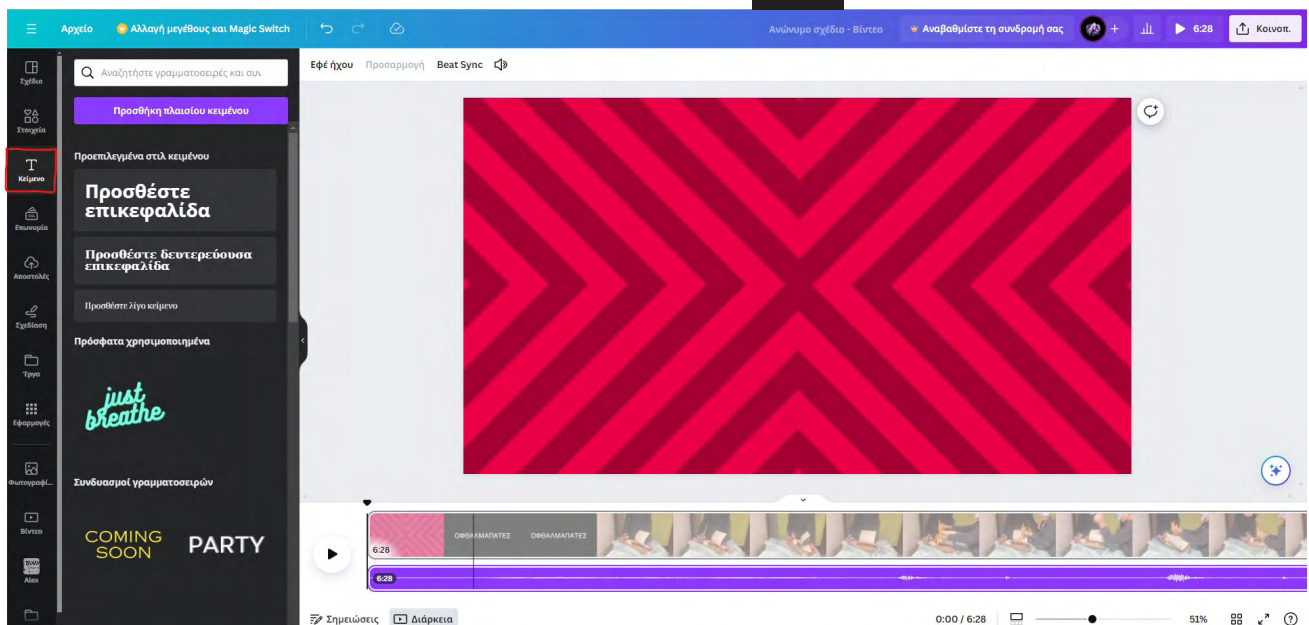 Αρχείο
Αλλαγή μεγέθους και Magic Switch
Ανώνυμο σχέδιο - Βίντεο
Αναβαθμίστε τη συνδρομή σας
+
6:28
Κοινοπ.
Σχέδιο
Στοιχεία
T
Κείμενο
Επωνυμία
Αποστολές
Σχεδίαση
Έργα
Εφαρμογές
Φωτογραφί...
Βίντεο
Alex
Αναζητήστε γραμματοσειρές και συν
Προσθήκη πλαισίου κειμένου
Προεπιλεγμένα στιλ κειμένου
Προσθέστε
επικεφαλίδα
Προσθέστε δευτερεύουσα
επικεφαλίδα
Προσθέστε λίγο κείμενο
Πρόσφατα χρησιμοποιημένα
just
breathe
Συνδυασμοί γραμματοσειρών
COMING
SOON
PARTY
Εφέ ήχου Προσαρμογή Beat Sync
6:28
ΟΦΘΑΛΜΑΠΑΤΕΣ ΟΦΘΑΛΜΑΠΑΤΕΣ
6:28
Σημειώσεις Διάρκεια
0:00 / 6:28
51%